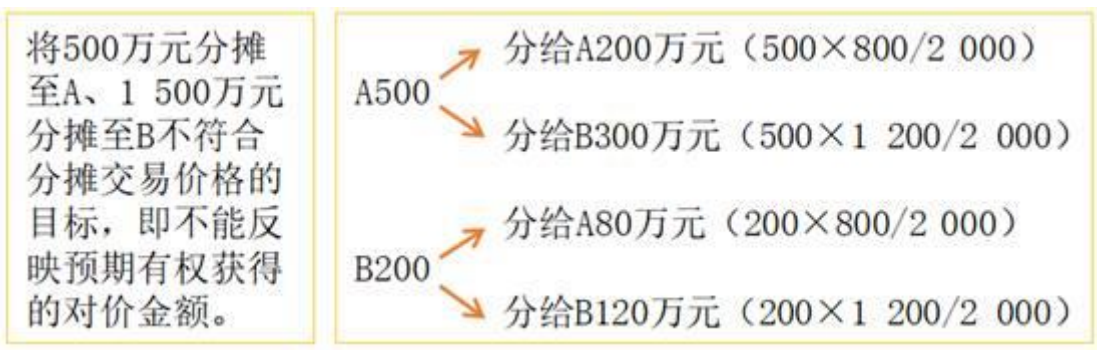 将500万元分摊
至A、1 500万元
分摊至B不符合
分摊交易价格的
目标，即不能反
映预期有权获得
的对价金额。
分给A200万元（500×800/2 000）
A500
分给B300万元（500×1 200/2 000）
分给A80万元（200×800/2 000）
B200
分给B120万元（200×1 200/2 000）